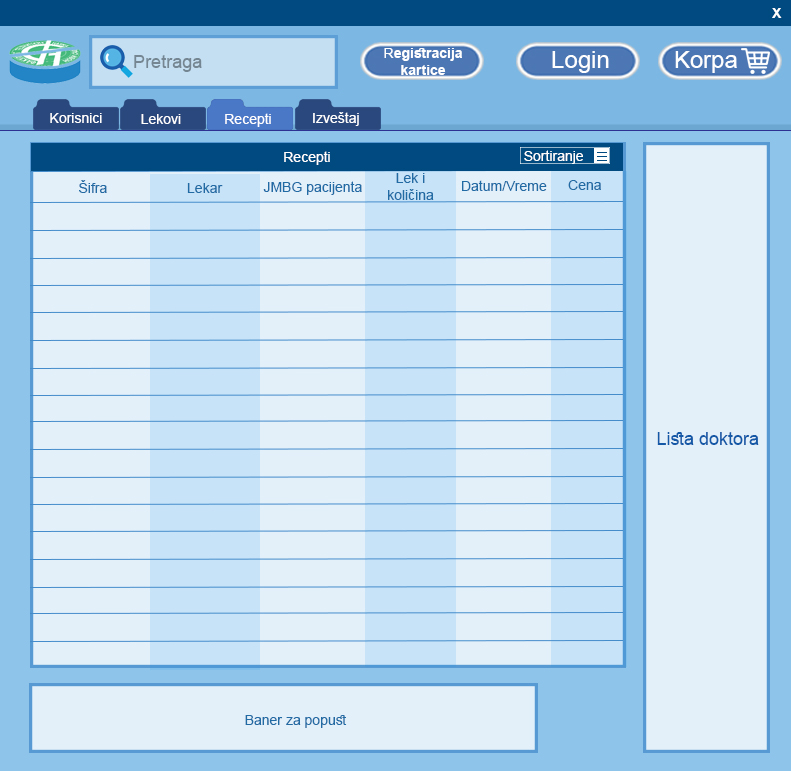 X
Pretraga
Registracija
kartice
Login
Korpa
Korisnici
Lekovi
Recepti
Izveštaj
Recepti
Sortiranje
Šifra
Lekar
JMBG pacijenta
Lek i
količina
Datum/Vreme
Cena
Lista doktora
Baner za popust